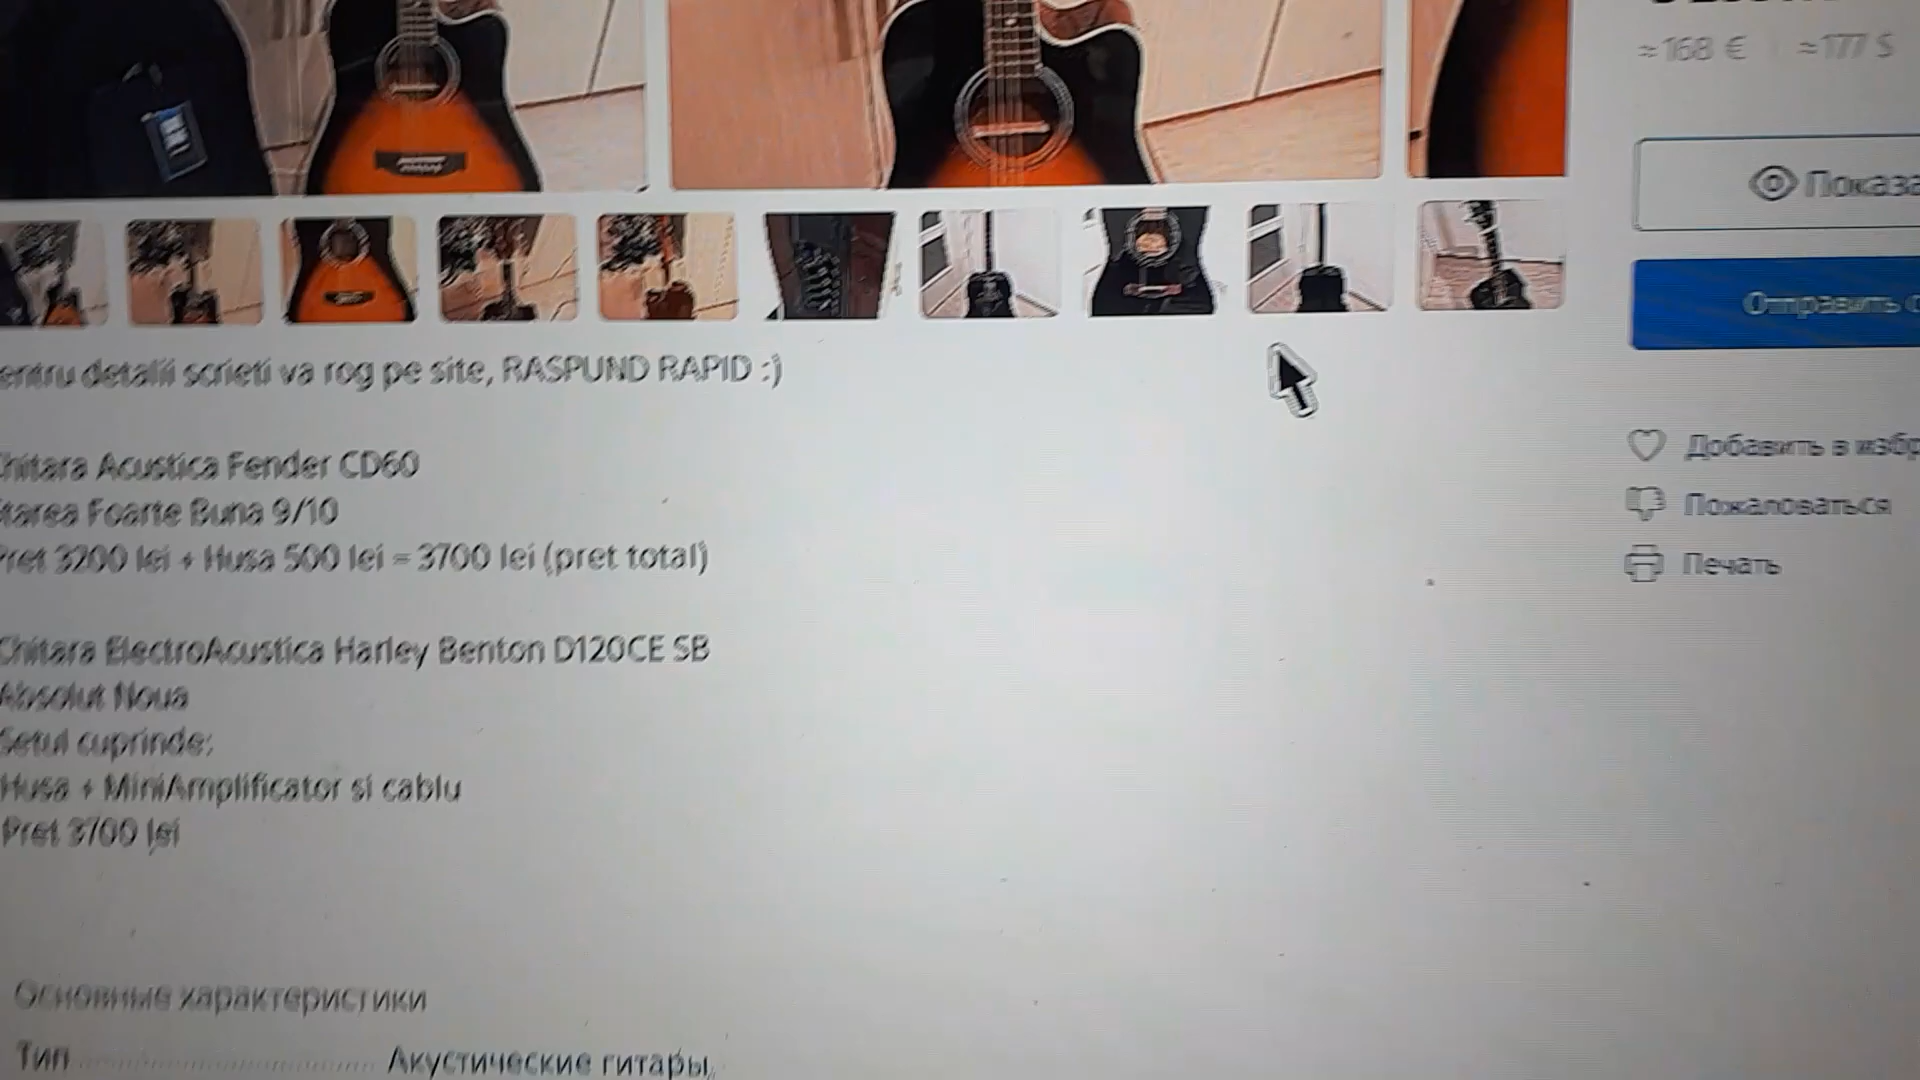 ≈168 € | ≈177 $
Показа
Отправить с
entru detalii scrieti va rog pe site, RASPUND RAPID :)
Добавить в избр
Пожаловаться
Печать
hitara Acustica Fender CD60
tarea Foarte Buna 9/10
Pret 3200 lei + Husa 500 lei = 3700 lei (pret total)
Chitara ElectroAcustica Harley Benton D120CE SB
Absolut Noua
Setul cuprinde:
Husa + MiniAmplificator si cablu
Pret 3700 lei
Основные характеристики
Тип Акустические гитары